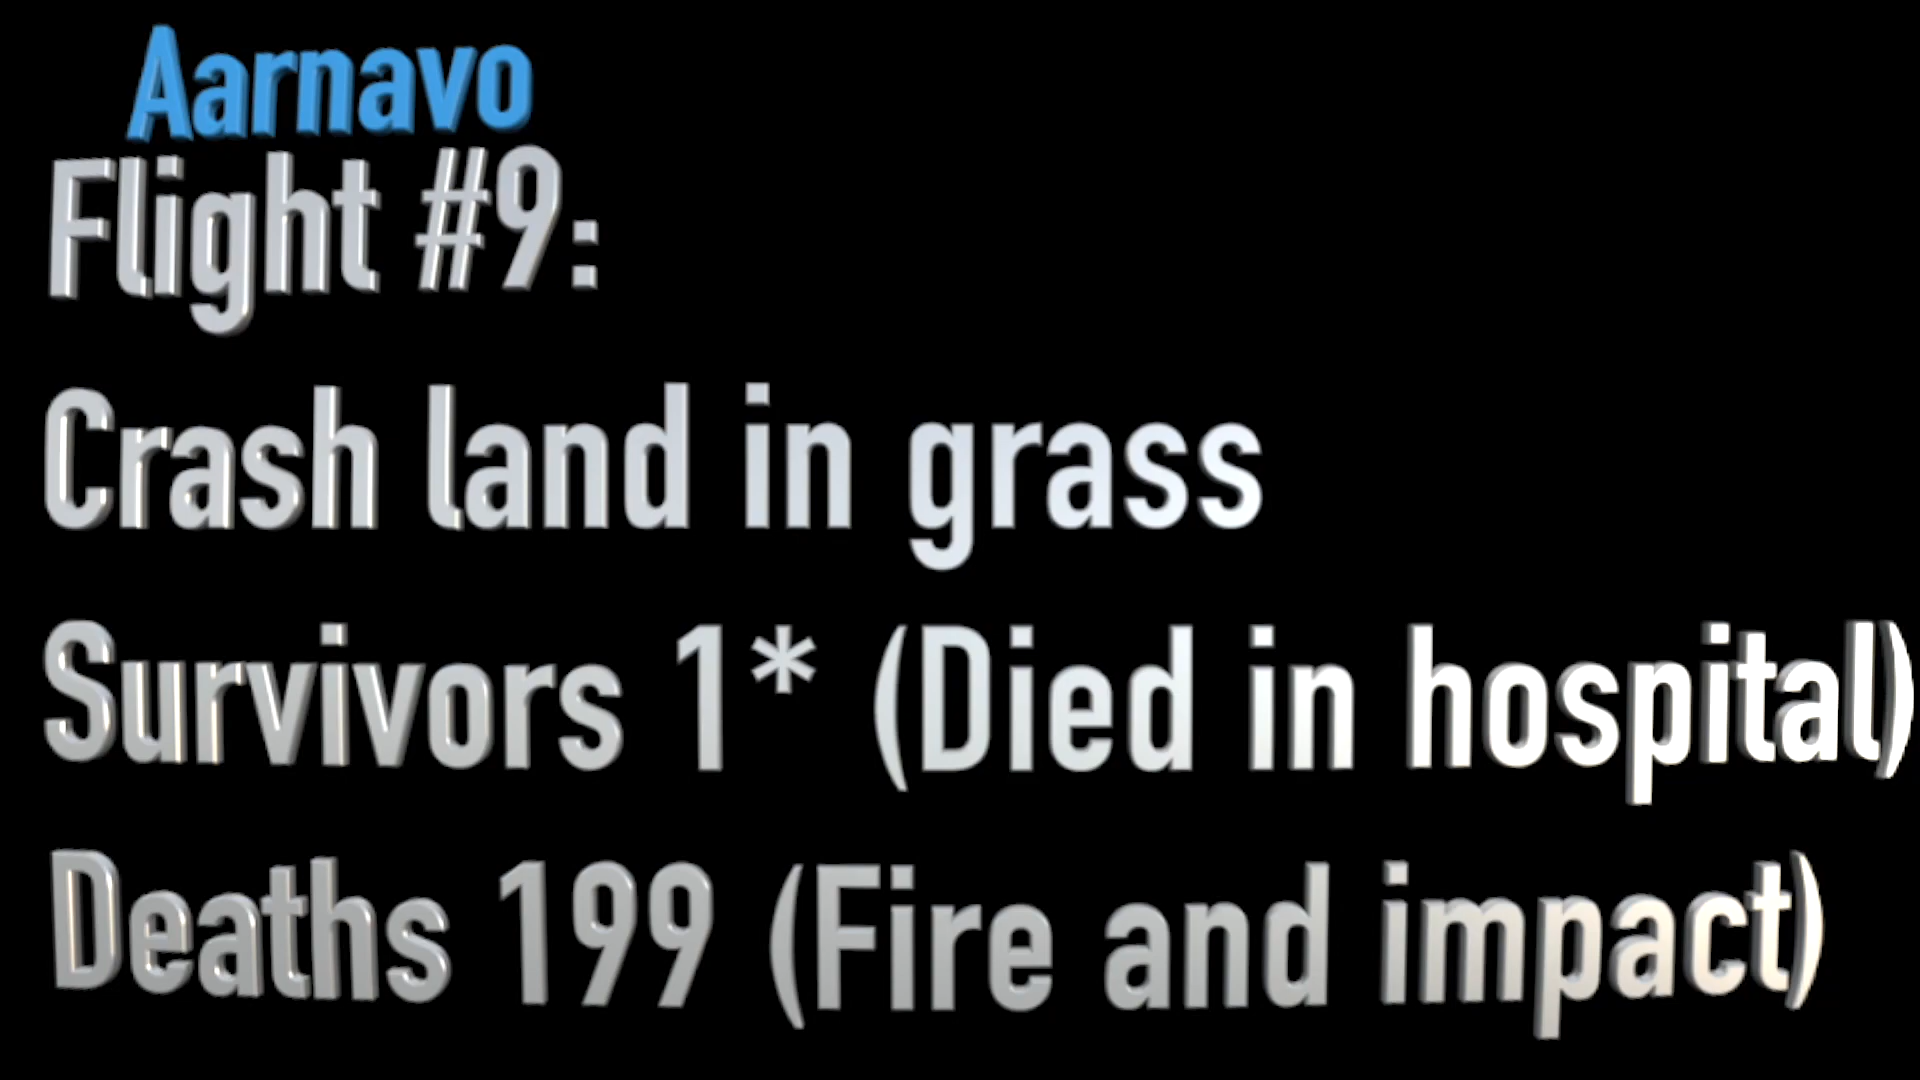 Aarnavo
Flight #9:
Crash land in grass
Survivors 1* (Died in hospital)
Deaths 199 (Fire and impact)